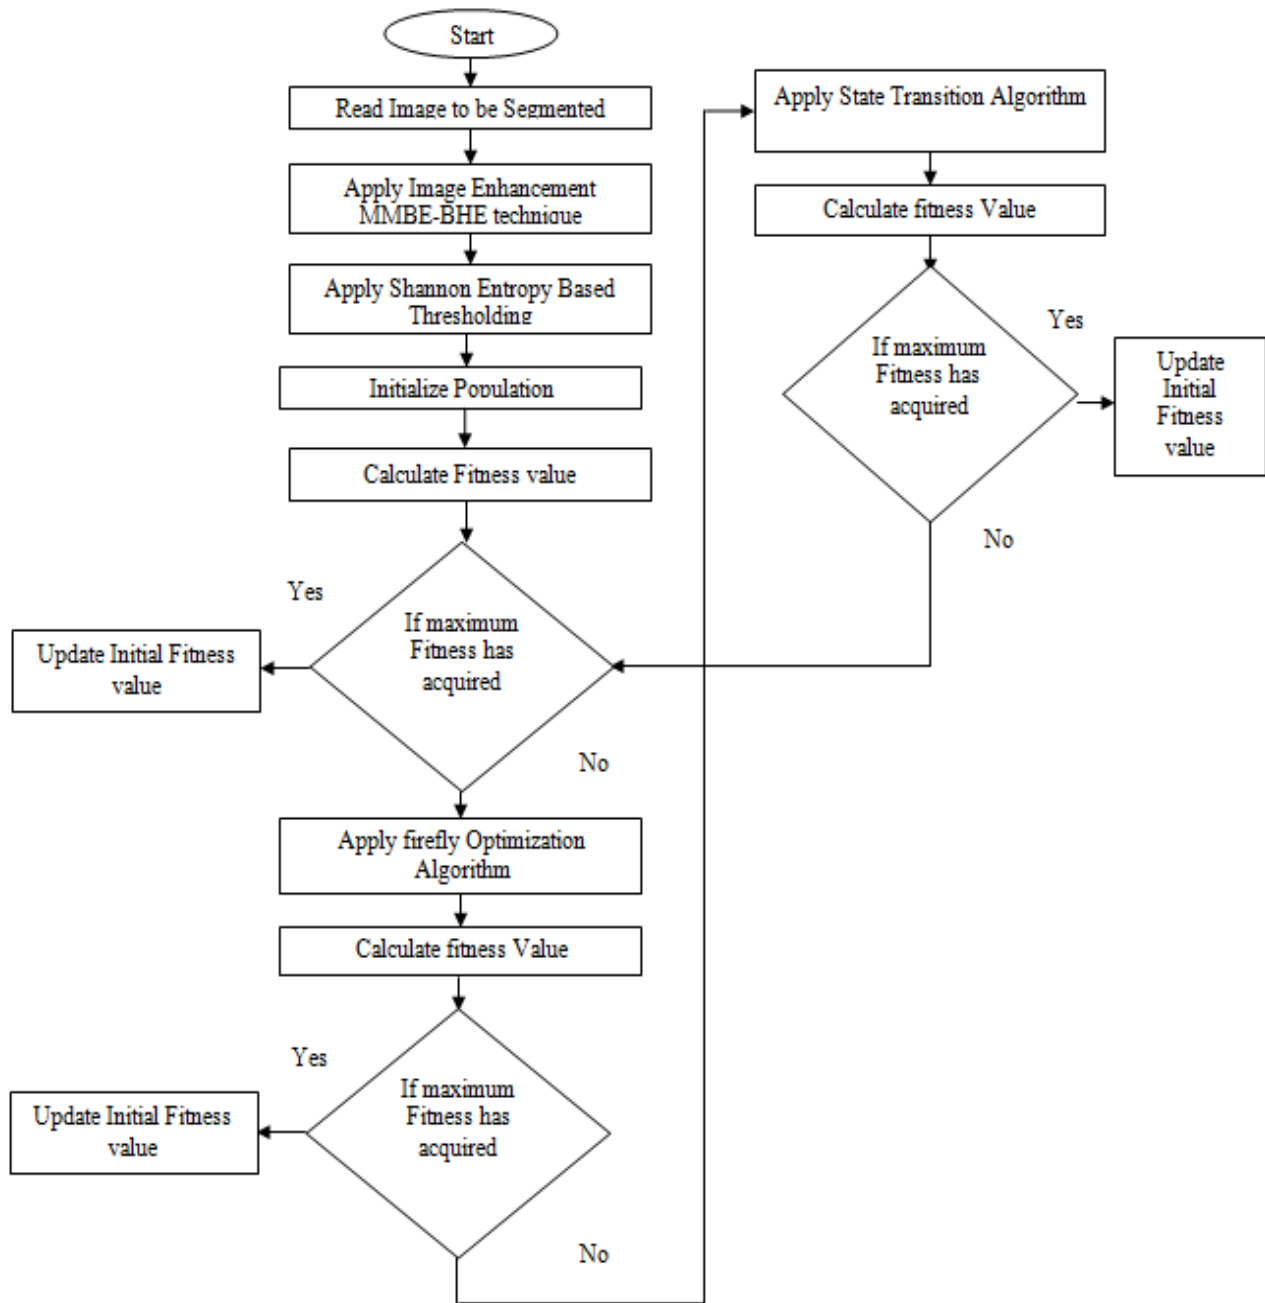 Start
Read Image to be Segmented
Apply Image Enhancement
MMBE-BHE technique
Apply Shannon Entropy Based
Thresholding
Initialize Population
Calculate Fitness value
Yes
If maximum
Fitness has
acquired
Update Initial Fitness
value
No
Apply firefly Optimization
Algorithm
Calculate fitness Value
Yes
If maximum
Fitness has
acquired
Update Initial Fitness
value
No
Apply State Transition Algorithm
Calculate fitness Value
Yes
If maximum
Fitness has
acquired
Update
Initial
Fitness
value
No